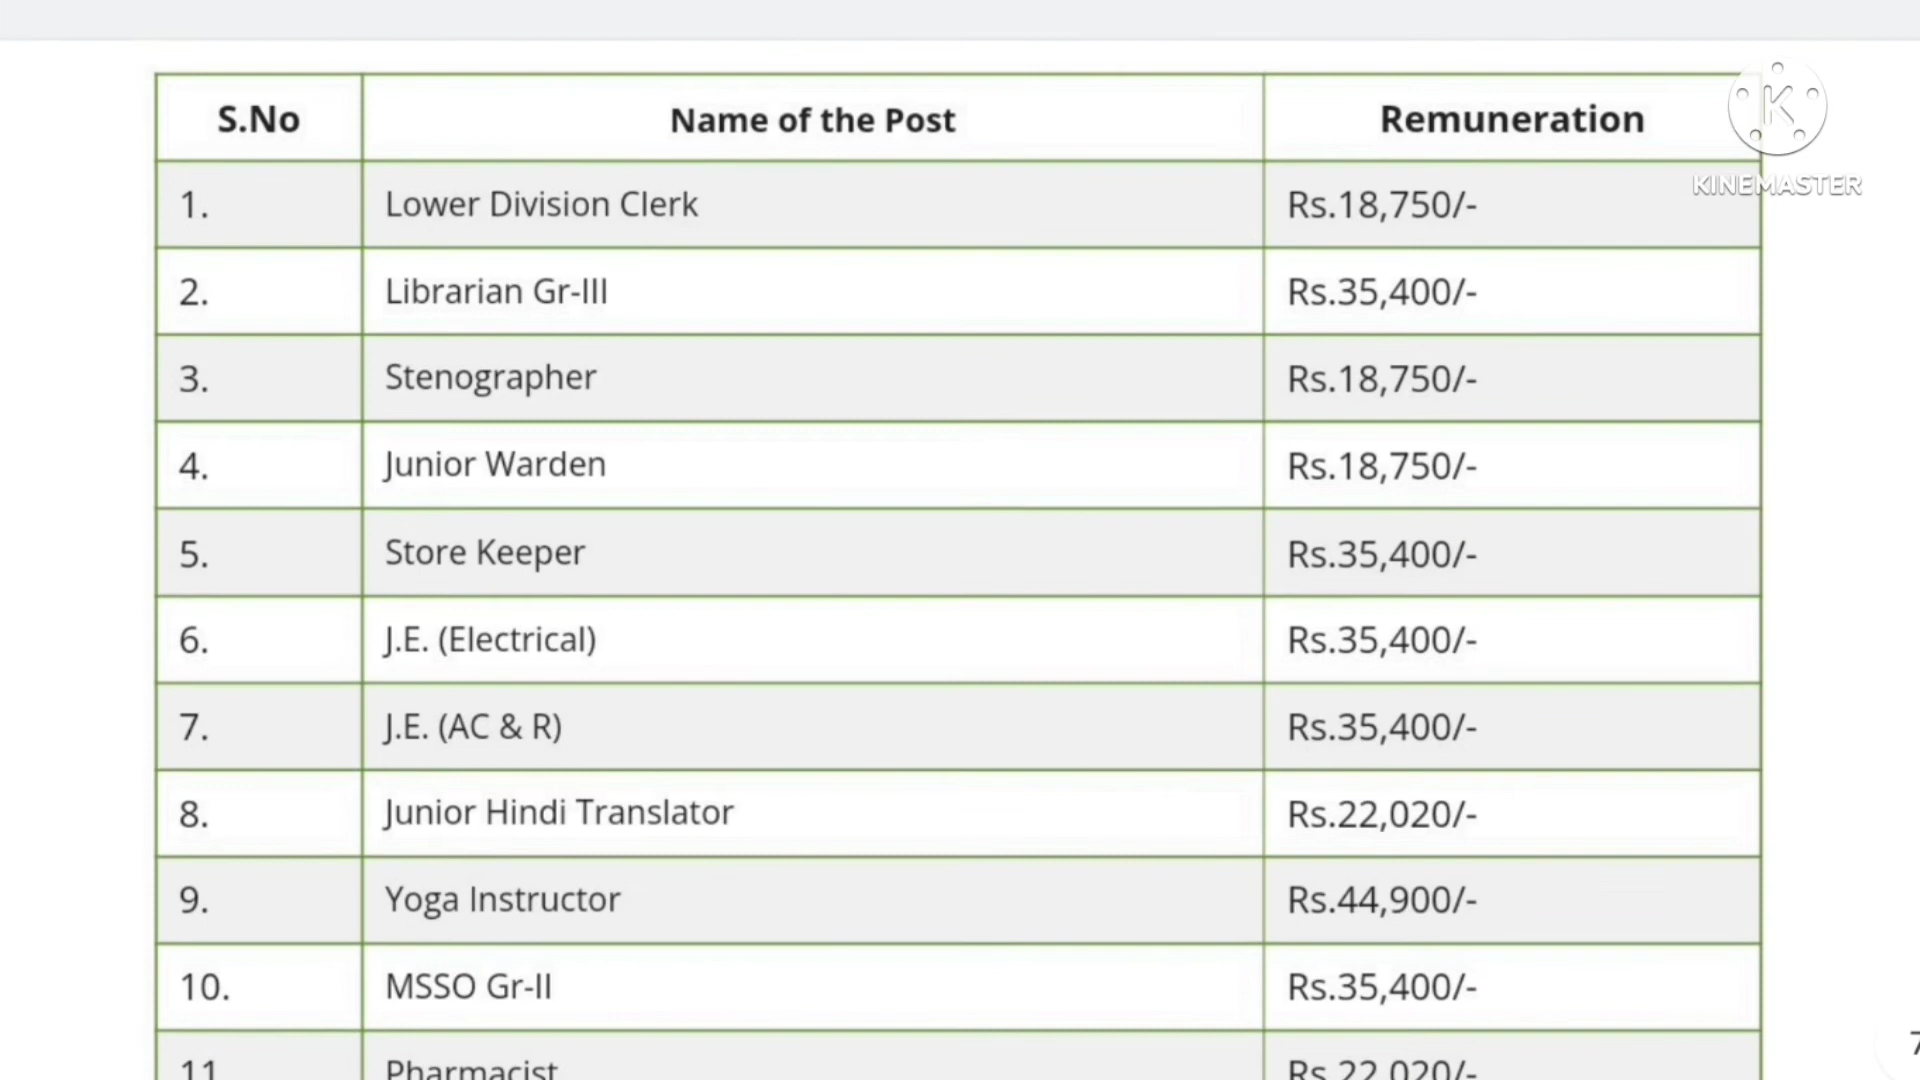 S.No Name of the Post Remuneration
K
KINEMASTER
1. Lower Division Clerk Rs.18,750/-
2. Librarian Gr-III Rs.35,400/-
3. Stenographer Rs.18,750/-
4. Junior Warden Rs.18,750/-
5. Store Keeper Rs.35,400/-
6. J.E. (Electrical) Rs.35,400/-
7. J.E. (AC & R) Rs.35,400/-
8. Junior Hindi Translator Rs.22,020/-
9. Yoga Instructor Rs.44,900/-
10. MSSO Gr-II Rs.35,400/-
11 Pharmacist Rs.22,020/-
7